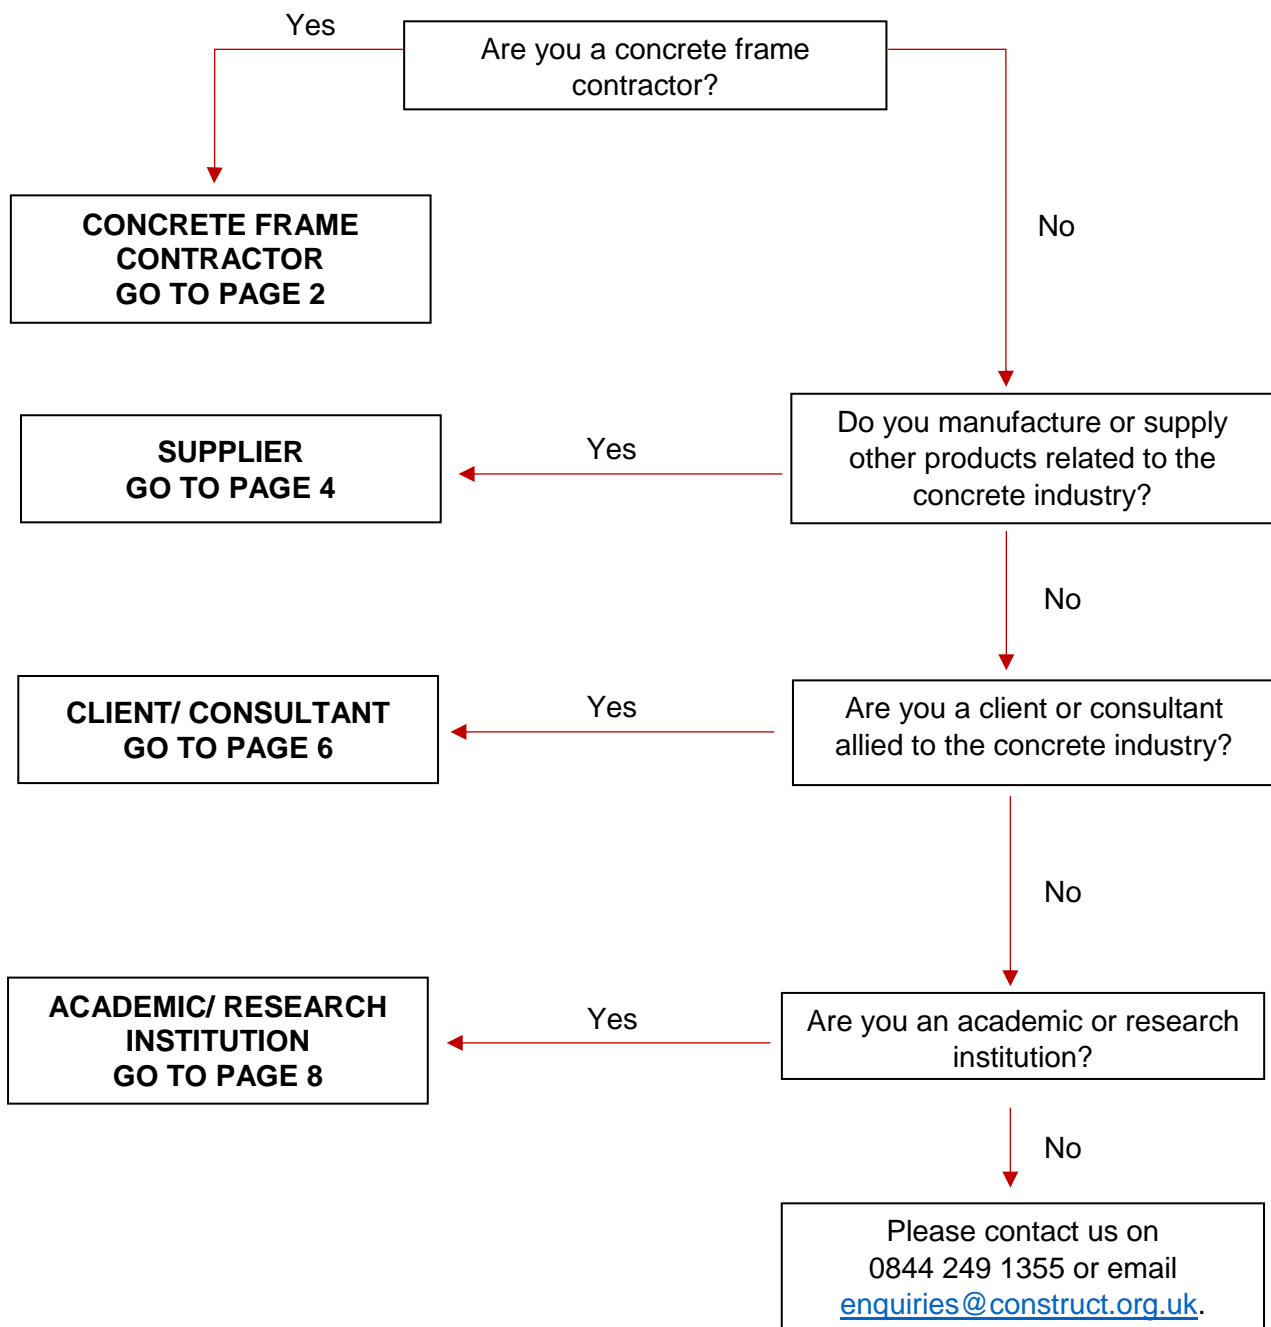 Yes
Are you a concrete frame
contractor?
CONCRETE FRAME
CONTRACTOR
GO TO PAGE 2
No
SUPPLIER
GO TO PAGE 4
Yes
Do you manufacture or supply
other products related to the
concrete industry?
No
CLIENT/ CONSULTANT
GO TO PAGE 6
Yes
Are you a client or consultant
allied to the concrete industry?
No
ACADEMIC/ RESEARCH
INSTITUTION
GO TO PAGE 8
Yes
Are you an academic or research
institution?
No
Please contact us on
0844 249 1355 or email
enquiries@construct.org.uk.